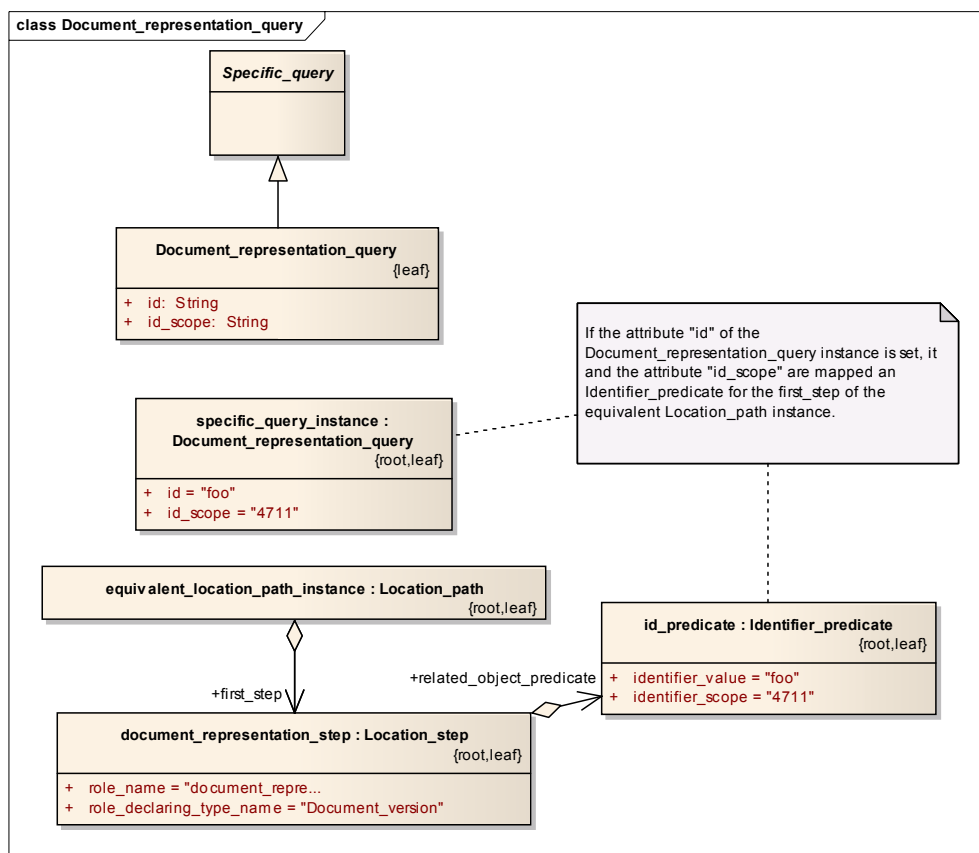 class Document_representation_query
Specific_query
Document_representation_query
{leaf}
+ id: String
+ id_scope: String
If the attribute "id" of the
Document_representation_query instance is set, it
and the attribute "id_scope" are mapped an
Identifier_predicate for the first_step of the
equivalent Location_path instance.
specific_query_instance :
Document_representation_query
{root,leaf}
+ id = "foo"
+ id_scope = "4711"
equivalent_location_path_instance : Location_path
{root,leaf}
id_predicate : Identifier_predicate
{root,leaf}
+ identifier_value = "foo"
+ identifier_scope = "4711"
+related_object_predicate
+first_step
document_representation_step : Location_step
{root,leaf}
+ role_name = "document_repre...
+ role_declaring_type_name = "Document_version"